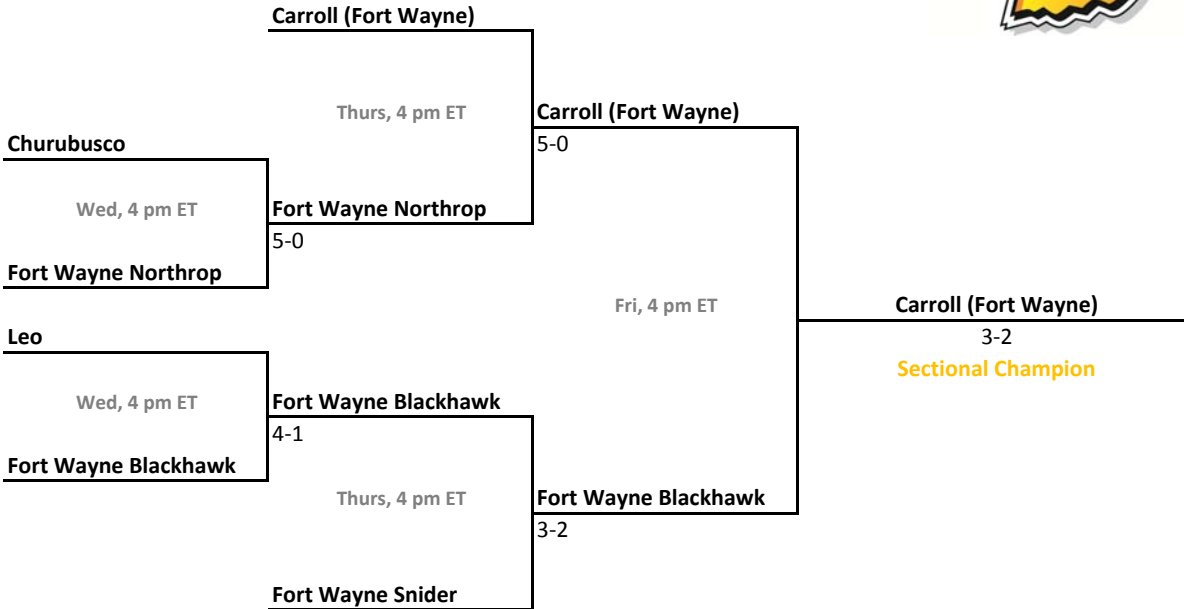 Carroll (Fort Wayne)
Thurs, 4 pm ET
Carroll (Fort Wayne)
5-0
Churubusco
Wed, 4 pm ET
Fort Wayne Northrop
5-0
Fort Wayne Northrop
Fri, 4 pm ET
Carroll (Fort Wayne)
3-2
Sectional Champion
Leo
Wed, 4 pm ET
Fort Wayne Blackhawk
4-1
Fort Wayne Blackhawk
Thurs, 4 pm ET
Fort Wayne Blackhawk
3-2
Fort Wayne Snider